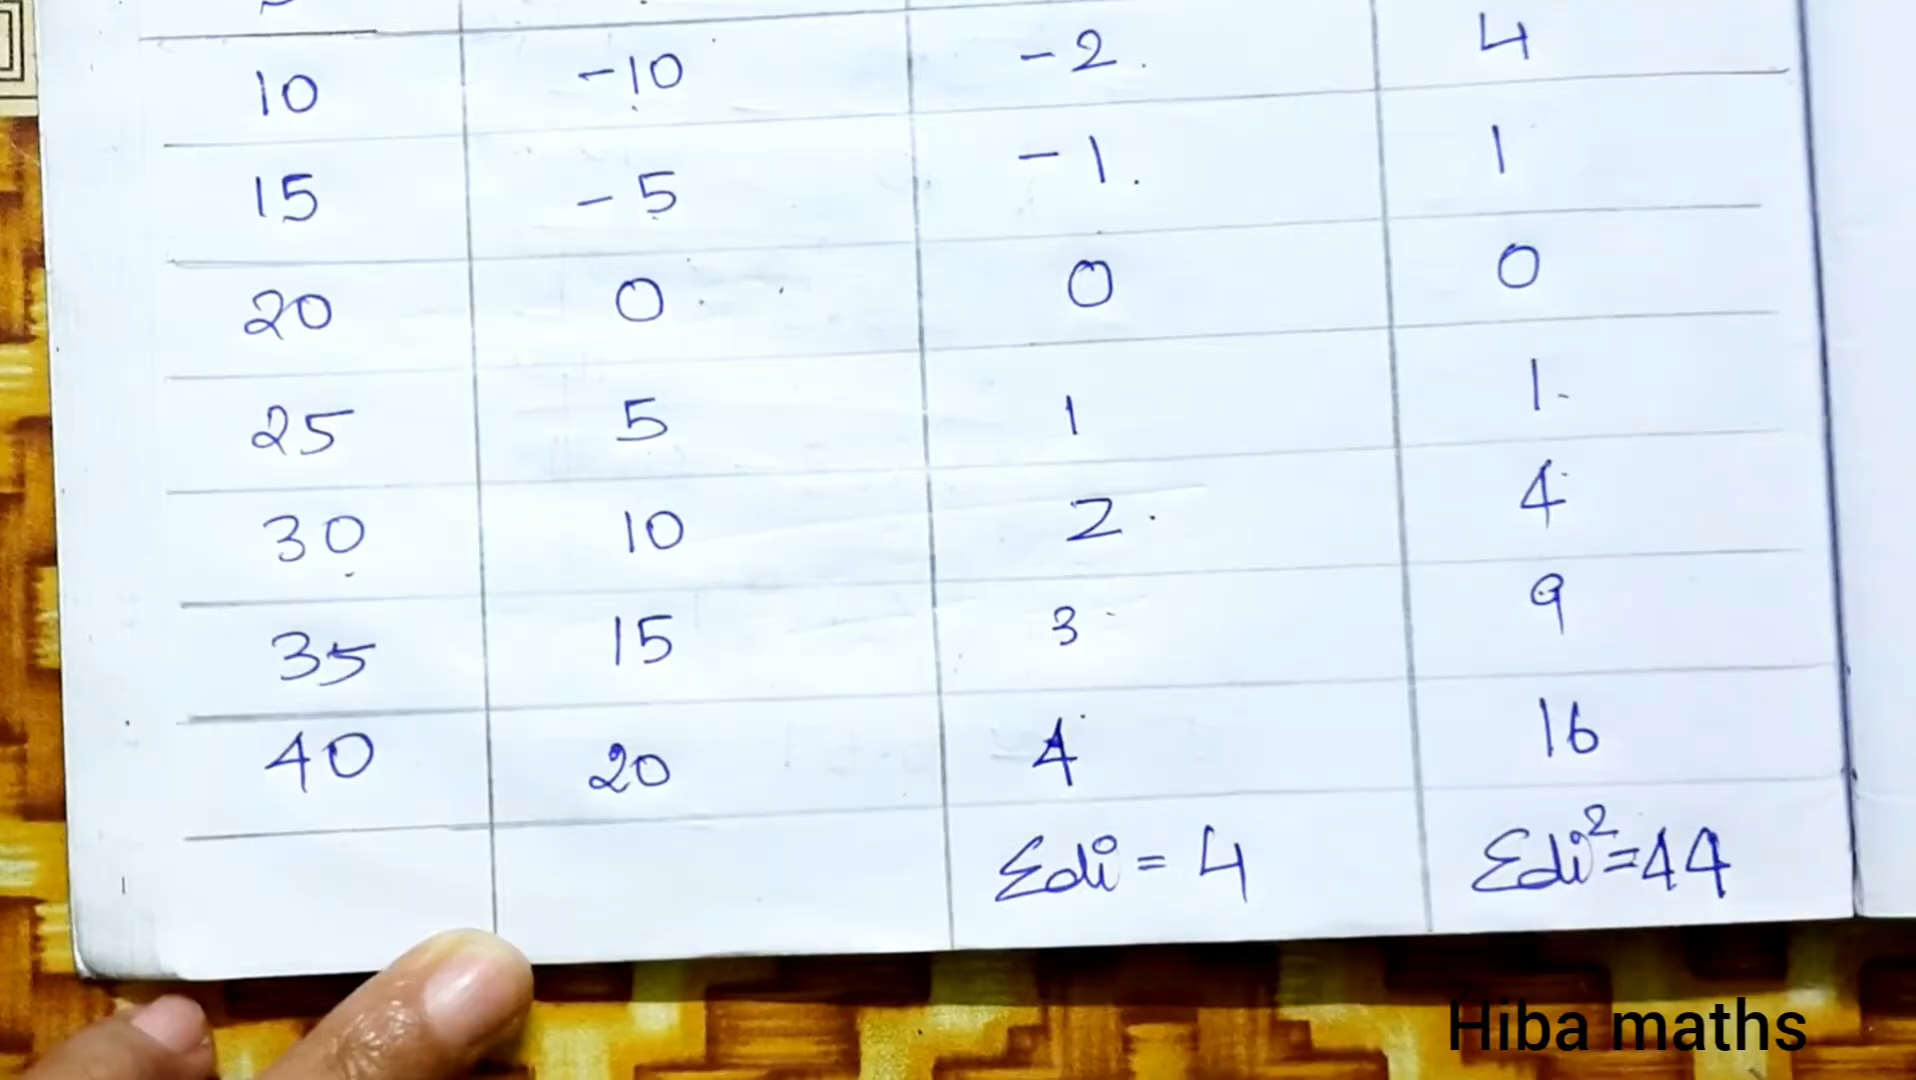 10 -10 -2 4
15 -5 -1 1
20 0 0 0
25 5 1 1
30 10 2 4
35 15 3 9
40 20 4 16
Σdi = 4 Σdi²=44
Hiba maths